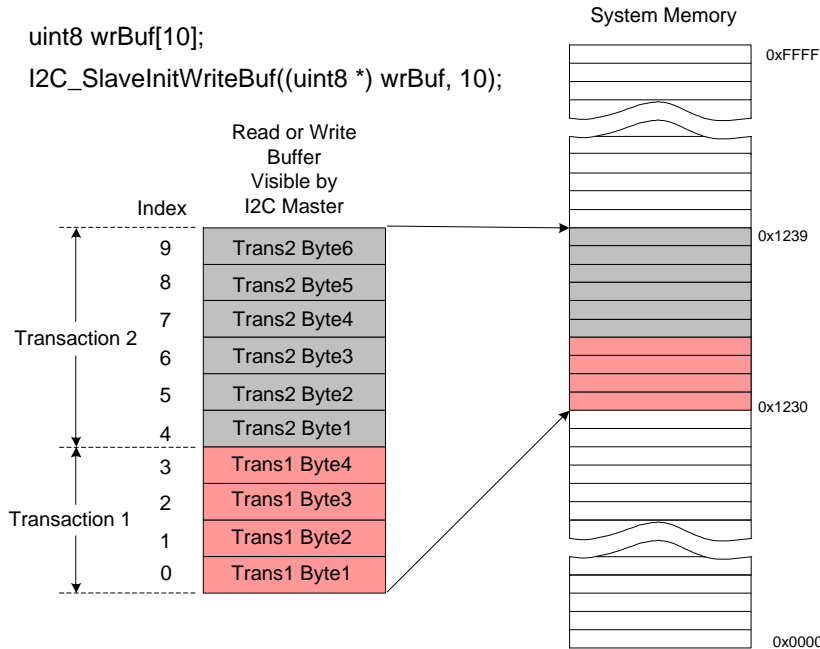 System Memory
uint8 wrBuf[10];
I2C_SlaveInitWriteBuf((uint8 *) wrBuf, 10);
0xFFFF
Read or Write
Buffer
Visible by
I2C Master
Index
9
Trans2 Byte6
0x1239
8
Trans2 Byte5
7
Trans2 Byte4
Transaction 2
6
Trans2 Byte3
5
Trans2 Byte2
0x1230
4
Trans2 Byte1
3
Trans1 Byte4
2
Trans1 Byte3
Transaction 1
1
Trans1 Byte2
0
Trans1 Byte1
0x0000